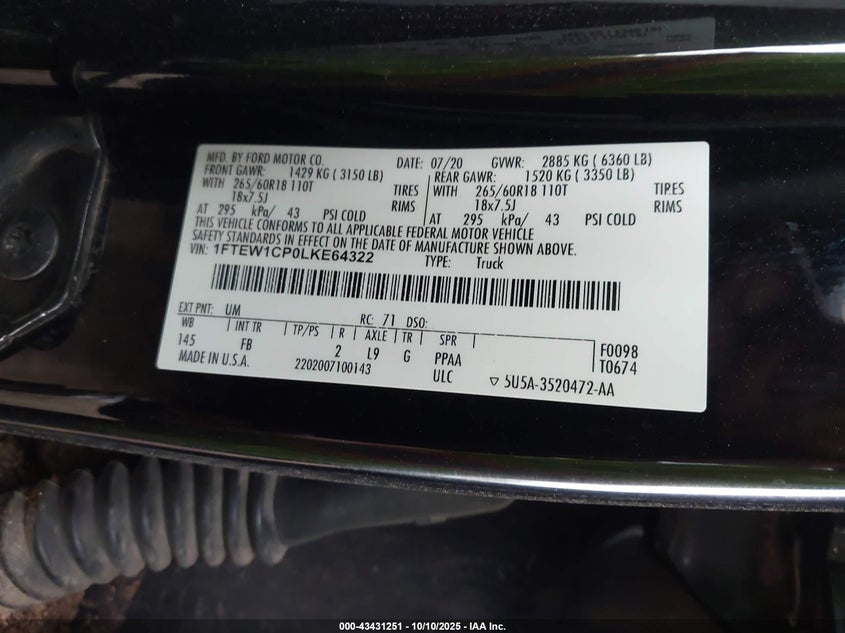 MFD. BY FORD MOTOR CO. DATE: 07/20 GVWR: 2885 KG ( 6360 LB)
FRONT GAWR: 1429 KG ( 3150 LB) REAR GAWR: 1520 KG ( 3350 LB)
WITH 265/60R18 110T TIRES WITH 265/60R18 110T TIRES
18x7.5J RIMS 18x7.5J RIMS
AT 295 kPa/ 43 PSI COLD AT 295 kPa/ 43 PSI COLD
THIS VEHICLE CONFORMS TO ALL APPLICABLE FEDERAL MOTOR VEHICLE
SAFETY STANDARDS IN EFFECT ON THE DATE OF MANUFACTURE SHOWN ABOVE.
VIN: 1FTEW1CP0LKE64322 TYPE: Truck
EXT PNT: UM RC: 71 DSO:
WB INT TR TP/PS R AXLE TR SPR
145 FB 2 L9 G PPAA F0098
MADE IN U.S.A. 2202007100143 ULC T0674
▽ 5U5A-3520472-AA
000-43431251 - 10/10/2025 - IAA Inc.